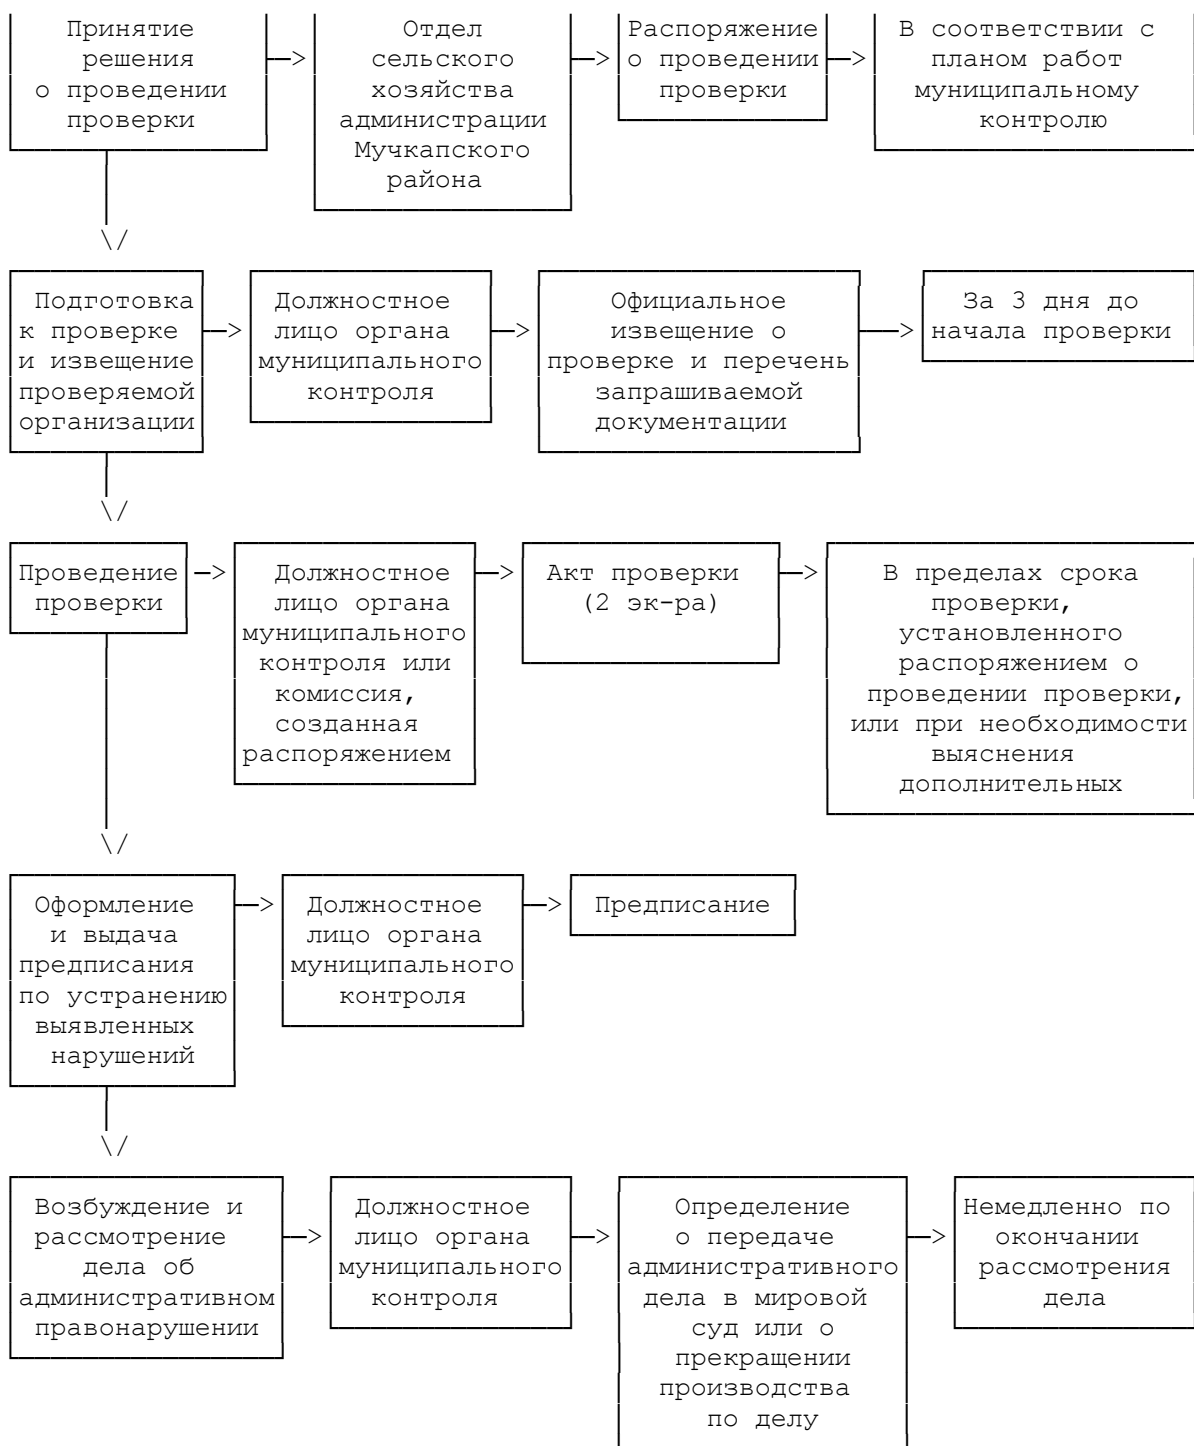 Принятие
решения
о проведении
проверки
Отдел
сельского
хозяйства
администрации
Мучкапского
района
Распоряжение
о проведении
проверки
В соответствии с
планом работ
муниципальному
контролю
Подготовка
к проверке
и извещение
проверяемой
организации
Должностное
лицо органа
муниципального
контроля
Официальное
извещение о
проверке и перечень
запрашиваемой
документации
За 3 дня до
начала проверки
Проведение
проверки
Должностное
лицо органа
муниципального
контроля или
комиссия,
созданная
распоряжением
Акт проверки
(2 эк-ра)
В пределах срока
проверки,
установленного
распоряжением о
проведении проверки,
или при необходимости
выяснения
дополнительных
Оформление
и выдача
предписания
по устранению
выявленных
нарушений
Должностное
лицо органа
муниципального
контроля
Предписание
Возбуждение и
рассмотрение
дела об
административном
правонарушении
Должностное
лицо органа
муниципального
контроля
Определение
о передаче
административного
дела в мировой
суд или о
прекращении
производства
по делу
Немедленно по
окончании
рассмотрения
дела